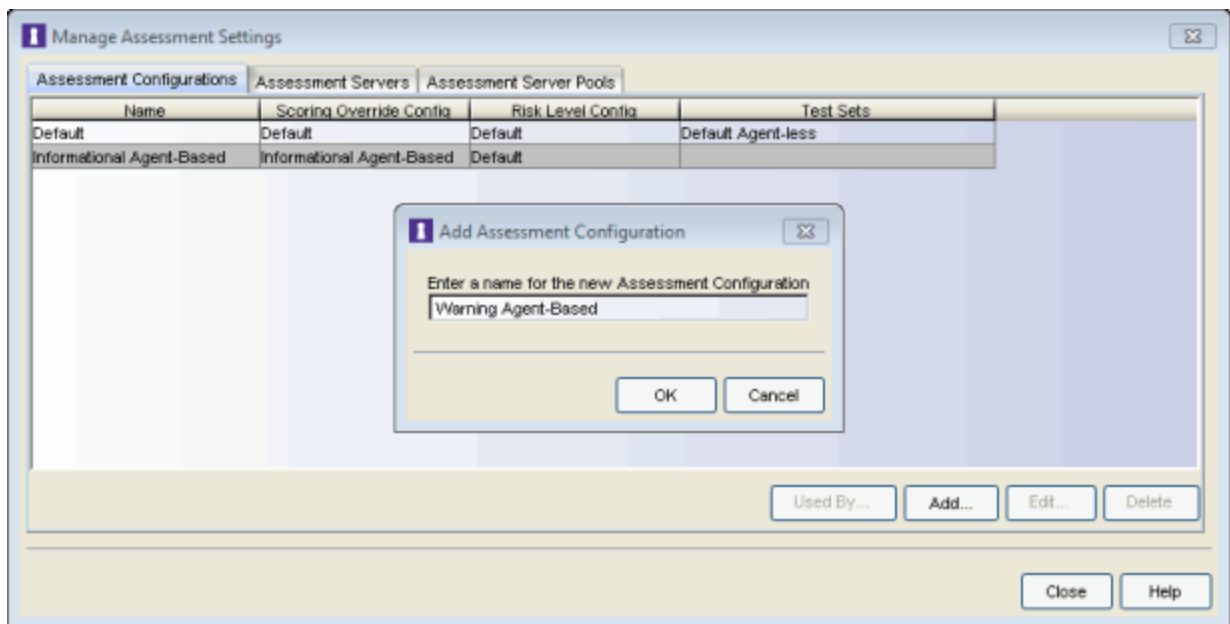 Manage Assessment Settings
Assessment Configurations Assessment Servers Assessment Server Pools
Name Scoring Override Config Risk Level Config Test Sets
Default Default Default Default Agent-less
Informational Agent-Based Informational Agent-Based Default
Add Assessment Configuration
Enter a name for the new Assessment Configuration
Warning Agent-Based
OK Cancel
Used By... Add... Edit... Delete
Close Help